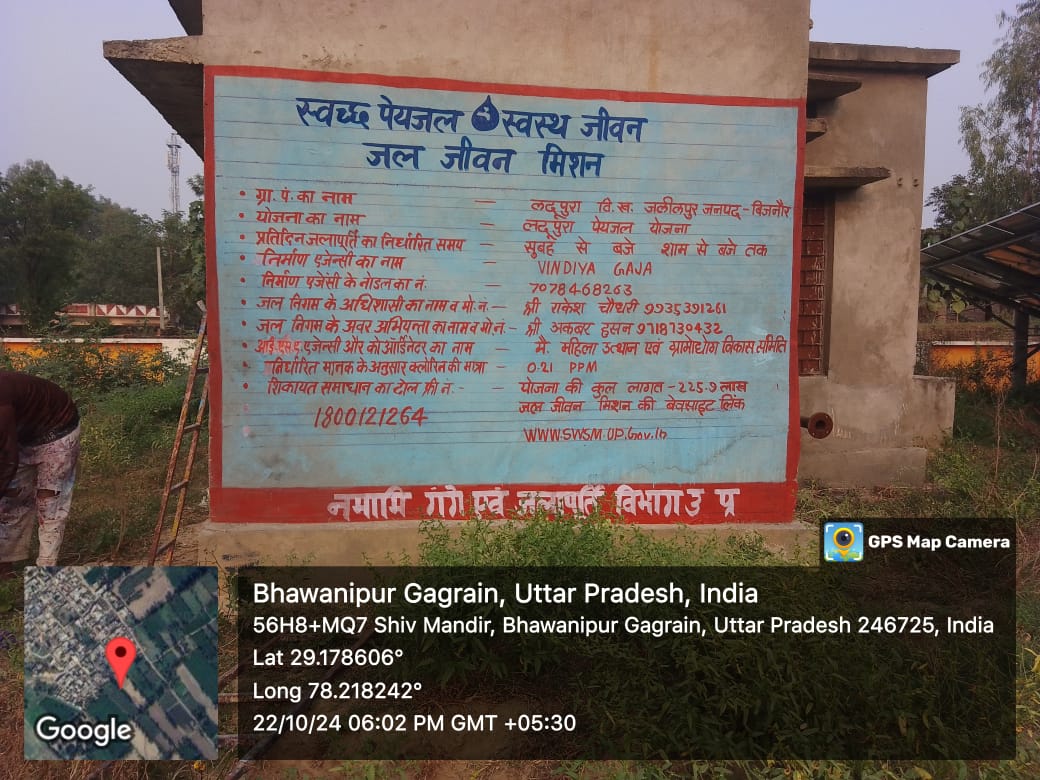 स्वच्छ पेयजल स्वस्थ जीवन
जल जीवन मिशन
• ग्रा. पं. का नाम — लदूपुरा वि.ख. जलीलपुर जनपद - बिजनौर
• योजना का नाम — लदूपुरा पेयजल योजना
• प्रतिदिन जलापूर्ति का निर्धारित समय — सुबह से बजे शाम से बजे तक
• निर्माण एजेन्सी का नाम — VINDIYA GAJA
• निर्माण एजेंसी के नोडल का नं. — 7078468263
• जल निगम के अधिशासी का नाम व मो.न. — श्री राकेश चौधरी 9935391261
• जल निगम के अवर अभियन्ता का नाम व मो.न. - श्री अकबर हुसन 9718739432
• आई.एस.ए एजेन्सी और कोऑर्डिनेटर का नाम — मै. महिला उत्थान एवं ग्रामोद्योग विकास समिति
• निर्धारित मानक के अनुसार क्लोरिन की मात्रा — 0.21 PPM
• शिकायत समाधान का टोल फ्री नं. - योजना की कुल लागत - 225.7 लाख
जल जीवन मिशन की बेवसाइट लिंक
1800121264
WWW.SWSM.UP.Gov.in
नमामि गंगे एवं जलापूर्ति विभाग उ प्र
GPS Map Camera
Bhawanipur Gagrain, Uttar Pradesh, India
56H8+MQ7 Shiv Mandir, Bhawanipur Gagrain, Uttar Pradesh 246725, India
Lat 29.178606°
Long 78.218242°
22/10/24 06:02 PM GMT +05:30
Google